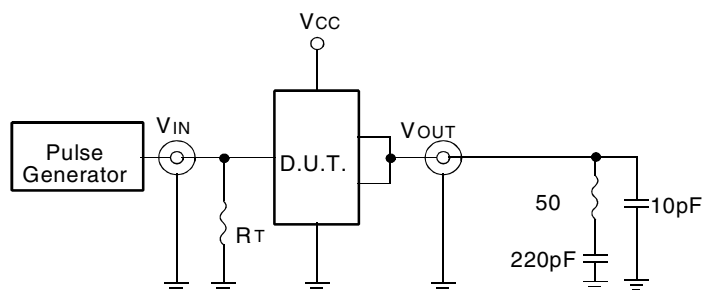 VCC
VIN
VOUT
Pulse
Generator
D.U.T.
RT
50
10pF
220pF